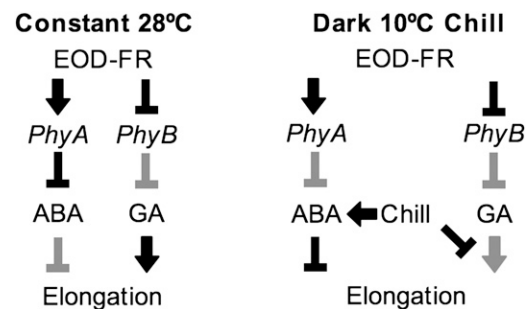 Constant 28ºC
EOD-FR
PhyA PhyB
ABA GA
Elongation
Dark 10ºC Chill
EOD-FR
PhyA PhyB
ABA Chill GA
Elongation